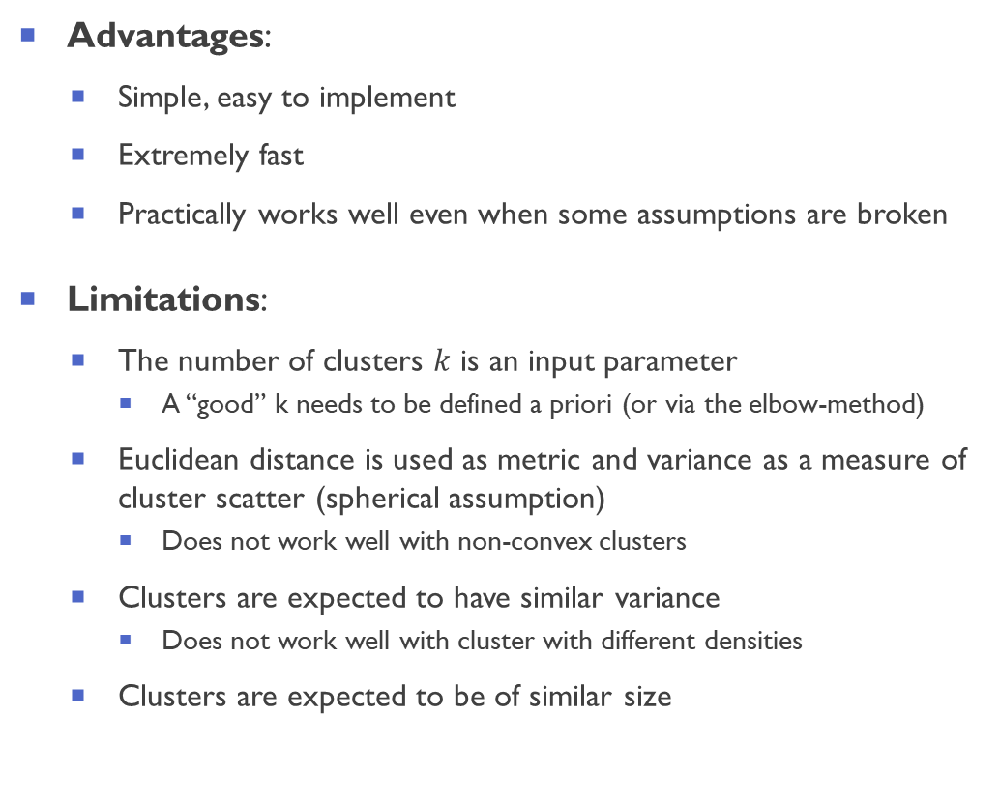 Advantages:
Simple, easy to implement
Extremely fast
Practically works well even when some assumptions are broken
Limitations:
The number of clusters k is an input parameter
A “good” k needs to be defined a priori (or via the elbow-method)
Euclidean distance is used as metric and variance as a measure of
cluster scatter (spherical assumption)
Does not work well with non-convex clusters
Clusters are expected to have similar variance
Does not work well with cluster with different densities
Clusters are expected to be of similar size